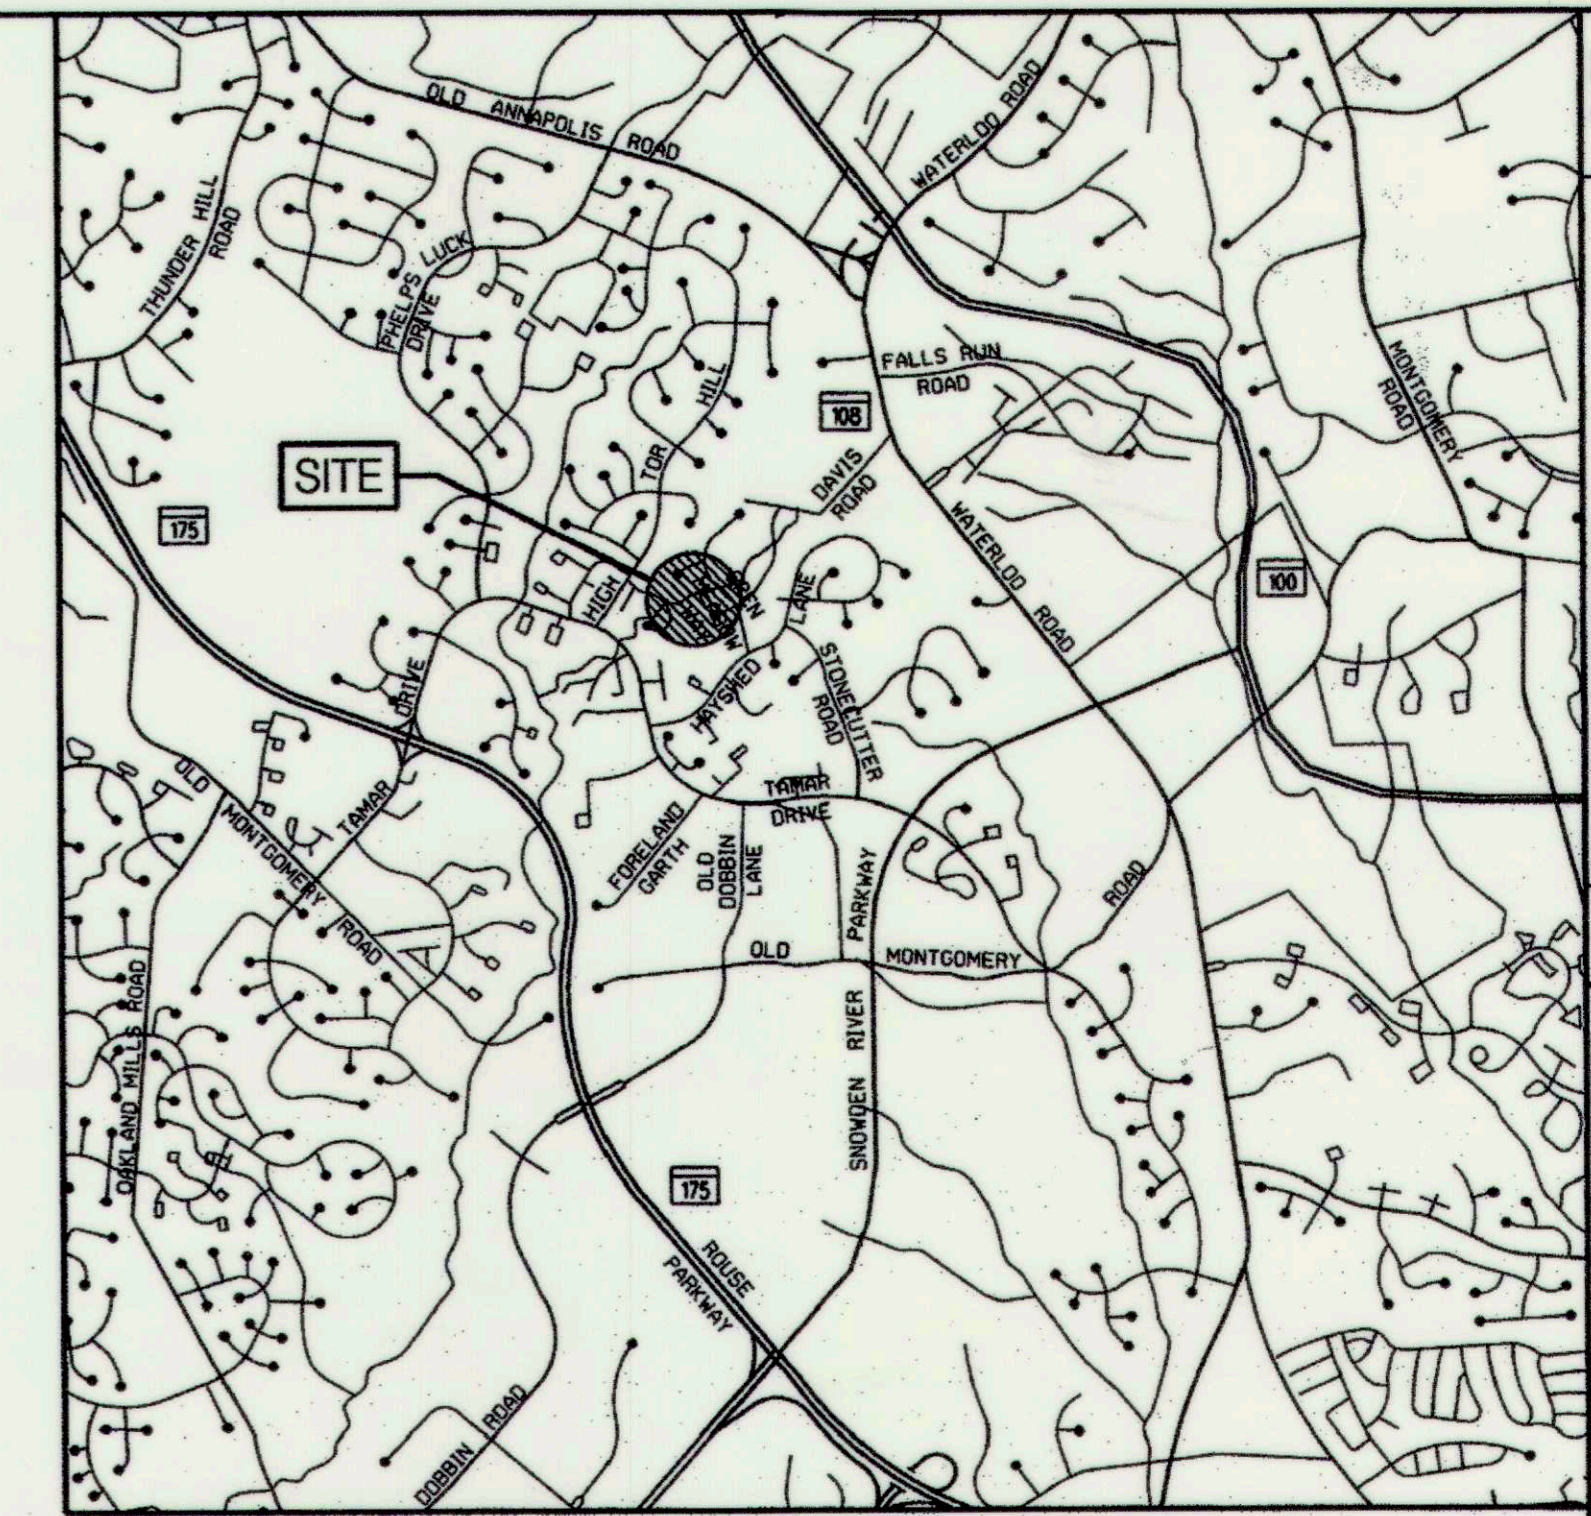 OLD ANNAPOLIS ROAD
WATERLOO ROAD
THUNDER HILL
ROAD
PHELP'S LUCK
DRIVE
FALLS RUN
ROAD
MONTGOMERY
ROAD
HILL
108
TOR
SITE
DAVIS
ROAD
175
WATERLOO ROAD
100
HIGH
LANE
HAYSHED
STONECUTTER
ROAD
DRIVE
OLD
MONTGOMERY
ROAD
TAMAR
TAMAR
DRIVE
FORELAND
GARTH
OLD
DOBBIN
LANE
PARKWAY
ROAD
OLD MONTGOMERY
OAKLAND MILLS ROAD
SNOWDEN RIVER
175
ROUSE
PARKWAY
DOBBIN ROAD